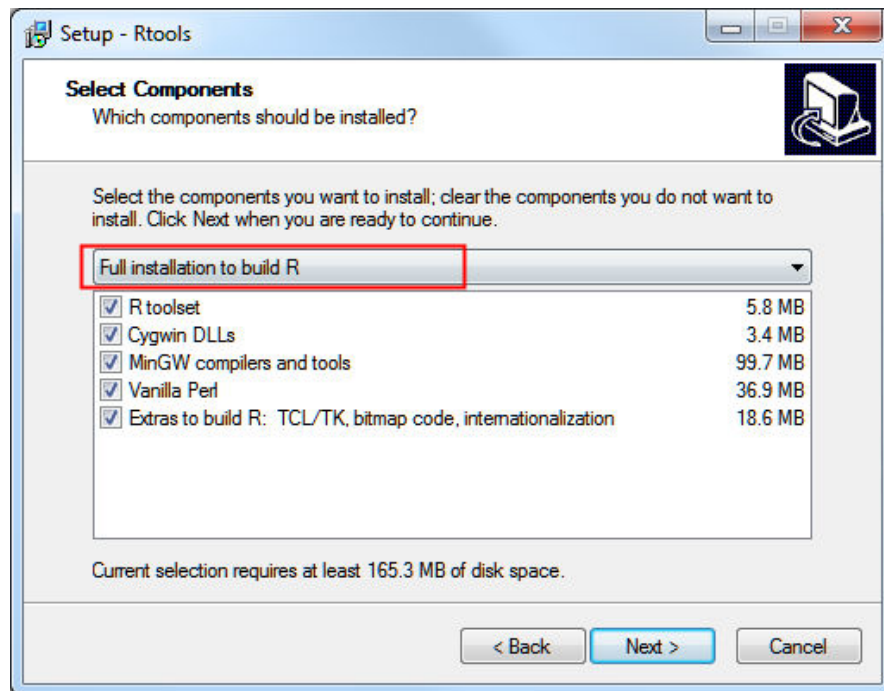 Setup - Rtools
Select Components
Which components should be installed?
Select the components you want to install; clear the components you do not want to
install. Click Next when you are ready to continue.
Full installation to build R
R toolset 5.8 MB
Cygwin DLLs 3.4 MB
MinGW compilers and tools 99.7 MB
Vanilla Perl 36.9 MB
Extras to build R: TCL/TK, bitmap code, internationalization 18.6 MB
Current selection requires at least 165.3 MB of disk space.
< Back Next > Cancel